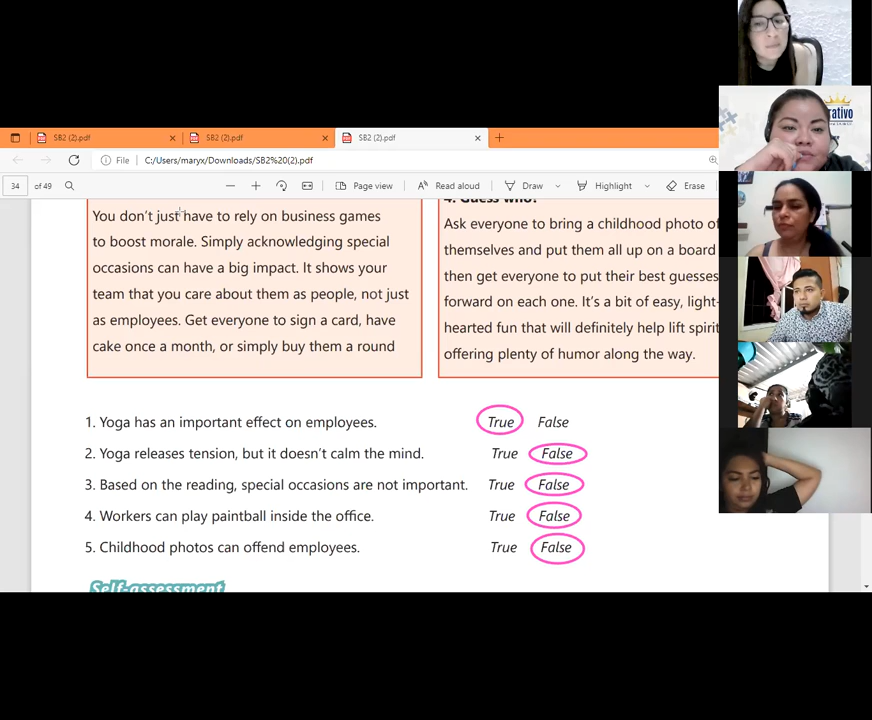 SB2 (2).pdf
SB2 (2).pdf
SB2 (2).pdf
File
C:/Users/maryx/Downloads/SB2%20(2).pdf
34 of 49
Page view
Read aloud
Draw
Highlight
Erase
You don't just have to rely on business games
to boost morale. Simply acknowledging special
occasions can have a big impact. It shows your
team that you care about them as people, not just
as employees. Get everyone to sign a card, have
cake once a month, or simply buy them a round
4. Guess who?
Ask everyone to bring a childhood photo of
themselves and put them all up on a board
then get everyone to put their best guesses
forward on each one. It's a bit of easy, light-
hearted fun that will definitely help lift spirit
offering plenty of humor along the way.
1. Yoga has an important effect on employees. True False
2. Yoga releases tension, but it doesn't calm the mind. True False
3. Based on the reading, special occasions are not important. True False
4. Workers can play paintball inside the office. True False
5. Childhood photos can offend employees. True False
Self-assessment
rativo